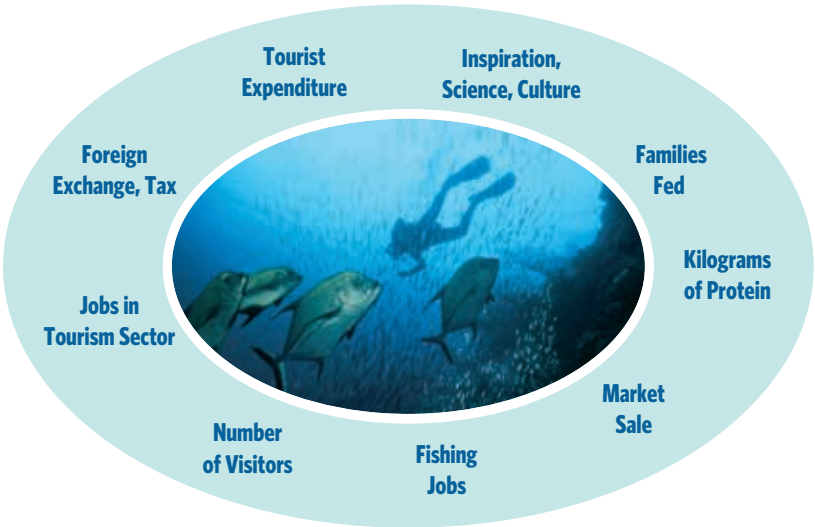 Tourist
Expenditure
Inspiration,
Science, Culture
Families
Fed
Kilograms
of Protein
Market
Sale
Fishing
Jobs
Number
of Visitors
Jobs in
Tourism Sector
Foreign
Exchange, Tax